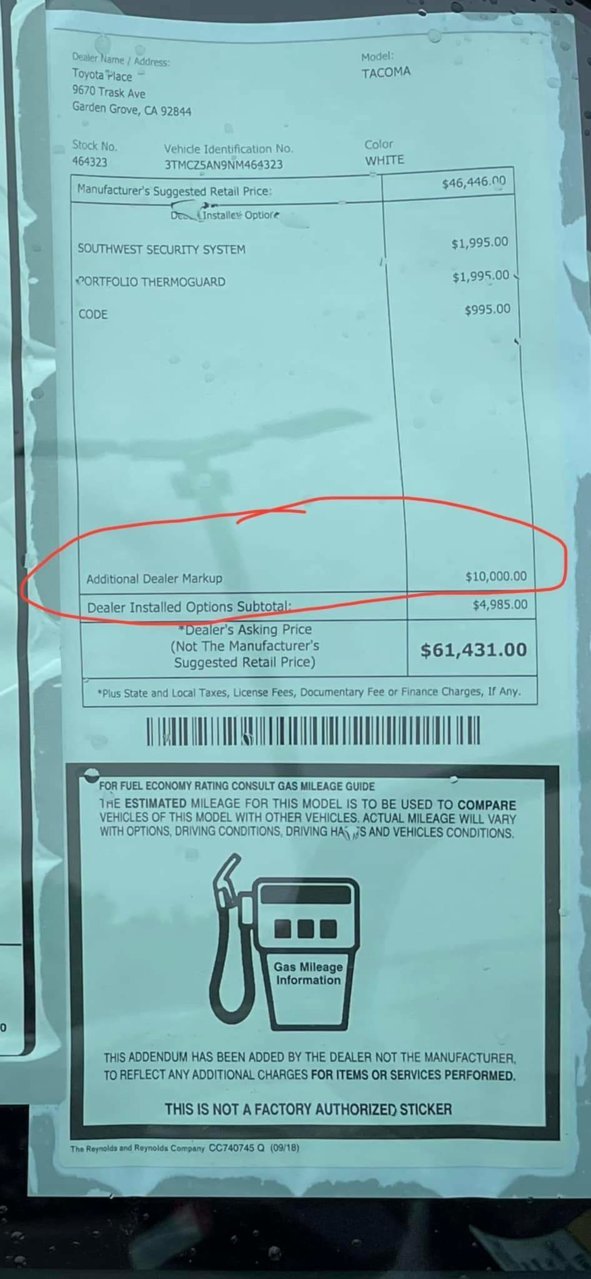 Dealer Name / Address:
Toyota Place
9670 Trask Ave
Garden Grove, CA 92844
Model:
TACOMA
Stock No.
464323
Vehicle Identification No.
3TMCZ5AN9NM464323
Color
WHITE
Manufacturer's Suggested Retail Price: $46,446.00
Installed Options
SOUTHWEST SECURITY SYSTEM $1,995.00
PORTFOLIO THERMOGUARD $1,995.00
CODE $995.00
Additional Dealer Markup $10,000.00
Dealer Installed Options Subtotal: $4,985.00
*Dealer's Asking Price
(Not The Manufacturer's
Suggested Retail Price)
$61,431.00
*Plus State and Local Taxes, License Fees, Documentary Fee or Finance Charges, If Any.
FOR FUEL ECONOMY RATING CONSULT GAS MILEAGE GUIDE
THE ESTIMATED MILEAGE FOR THIS MODEL IS TO BE USED TO COMPARE
VEHICLES OF THIS MODEL WITH OTHER VEHICLES. ACTUAL MILEAGE WILL VARY
WITH OPTIONS, DRIVING CONDITIONS, DRIVING HABITS AND VEHICLES CONDITIONS.
Gas Mileage
Information
THIS ADDENDUM HAS BEEN ADDED BY THE DEALER NOT THE MANUFACTURER,
TO REFLECT ANY ADDITIONAL CHARGES FOR ITEMS OR SERVICES PERFORMED.
THIS IS NOT A FACTORY AUTHORIZED STICKER
The Reynolds and Reynolds Company CC740745 Q (09/18)
0